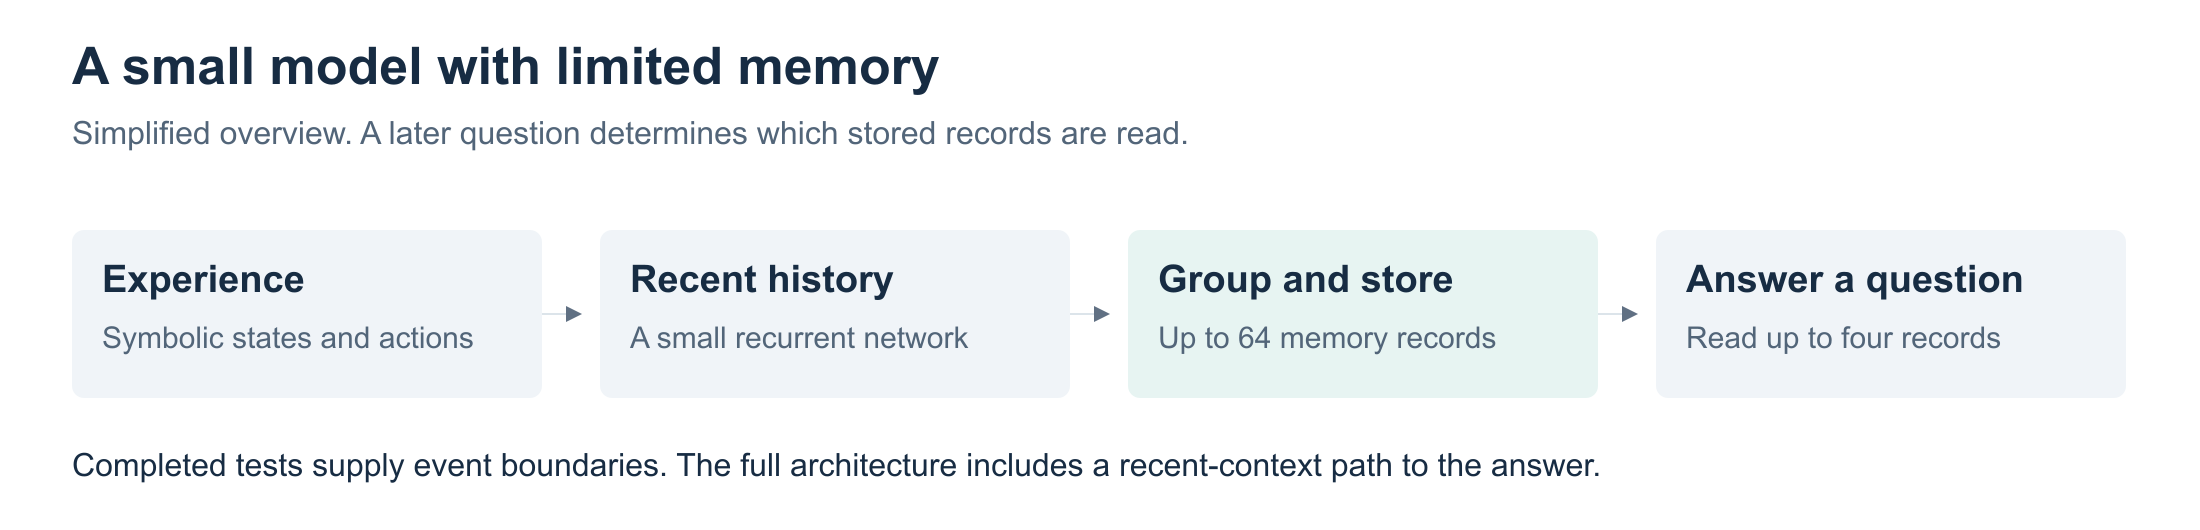 A small model with limited memory
Simplified overview. A later question determines which stored records are read.
Experience
Symbolic states and actions
Recent history
A small recurrent network
Group and store
Up to 64 memory records
Answer a question
Read up to four records
Completed tests supply event boundaries. The full architecture includes a recent-context path to the answer.